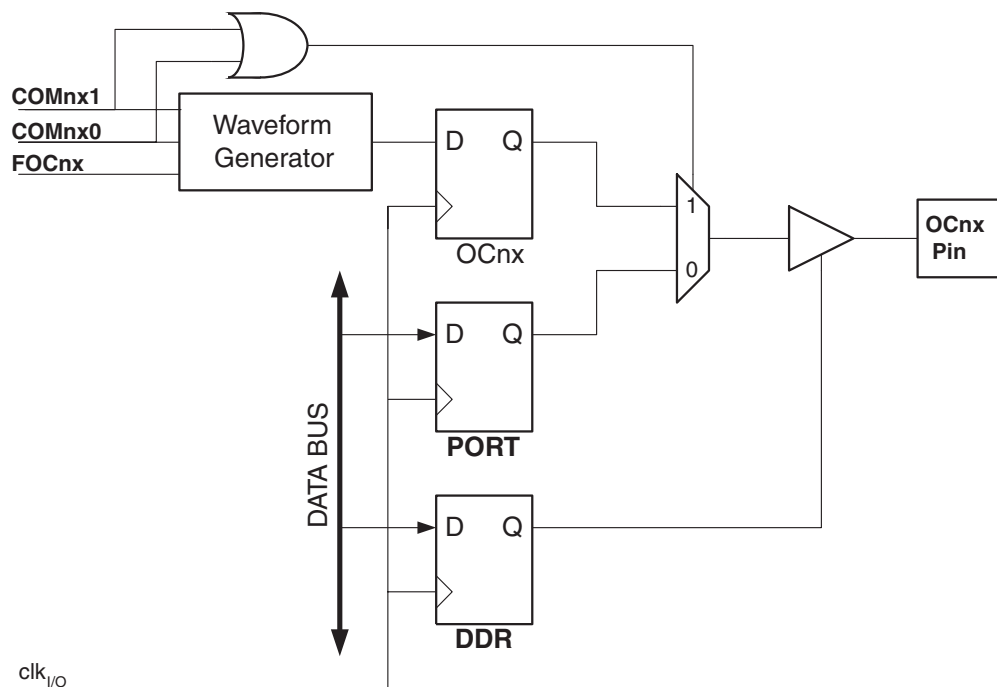 COMnx1
COMnx0
FOCnx
Waveform
Generator
D Q
OCnx
1
0
OCnx
Pin
D Q
PORT
DATA BUS
D Q
DDR
clkI/O